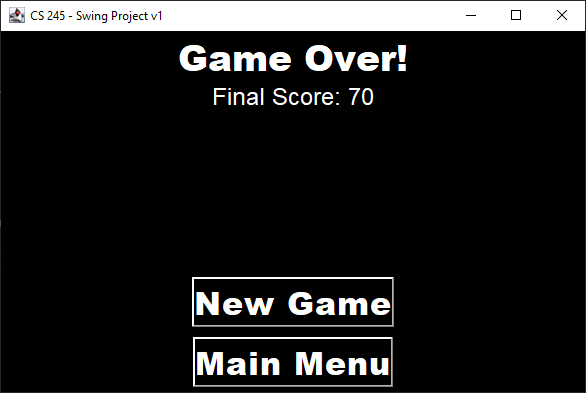 CS 245 - Swing Project v1
Game Over!
Final Score: 70
New Game
Main Menu